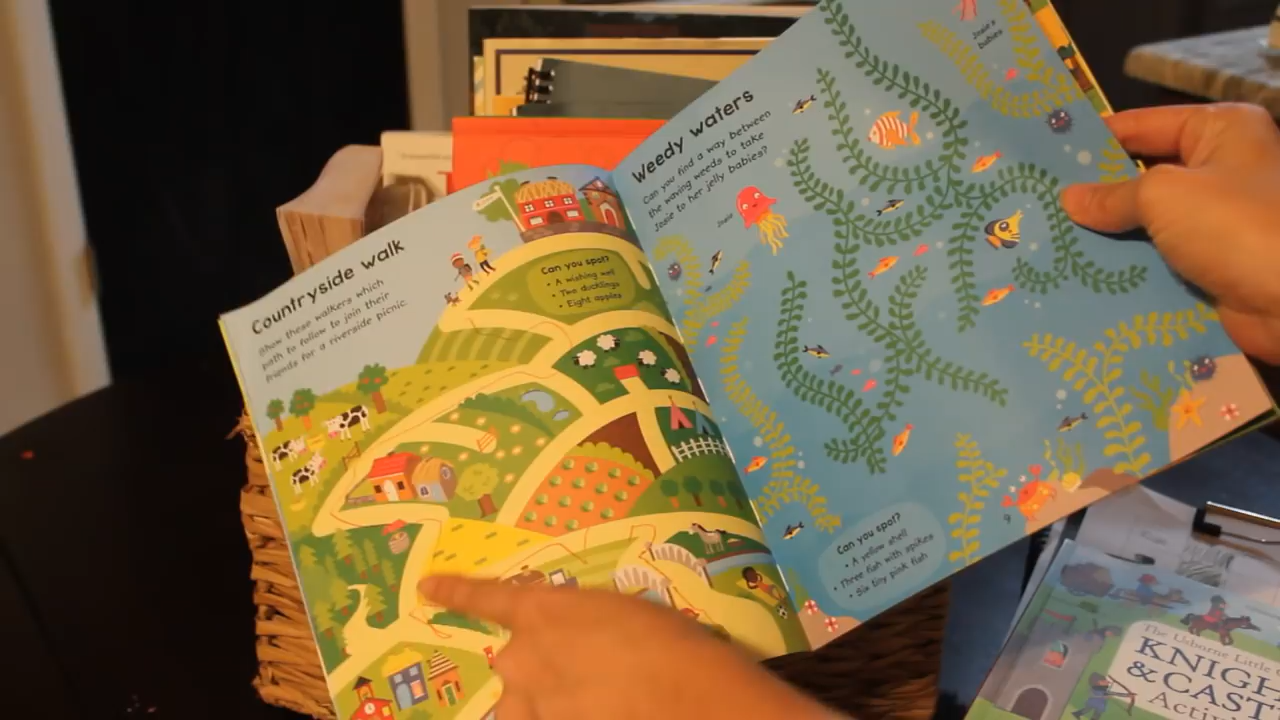 Countryside walk
Show these walkers which
path to follow to join their
friends for a riverside picnic.
Can you spot?
• A wishing well
• Two ducklings
• Eight apples
Weedy waters
Can you find a way between
the waving weeds to take
Josie to her jelly babies?
Josie
Josie's
babies
Can you spot?
• A yellow shell
• Three fish with spikes
• Six tiny pink fish
9
The Usborne Little
KNIGH
& CAST
Acti